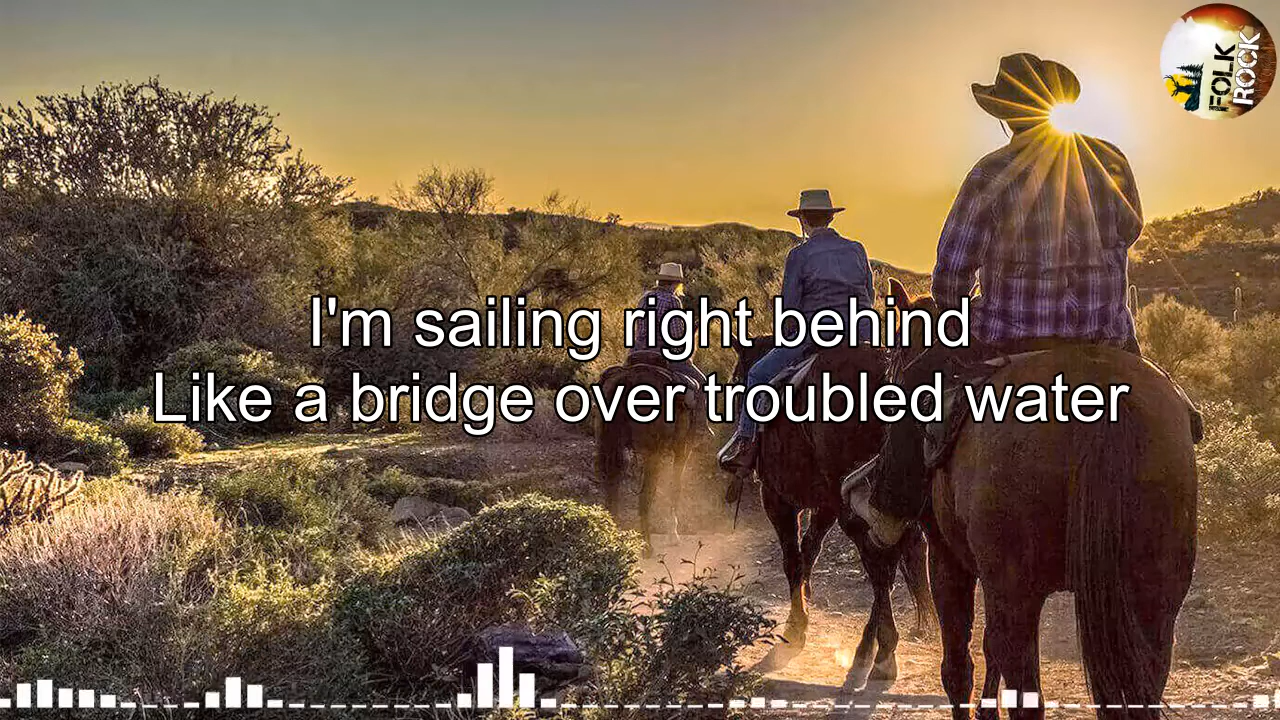 FOLK
ROCK
I'm sailing right behind
Like a bridge over troubled water